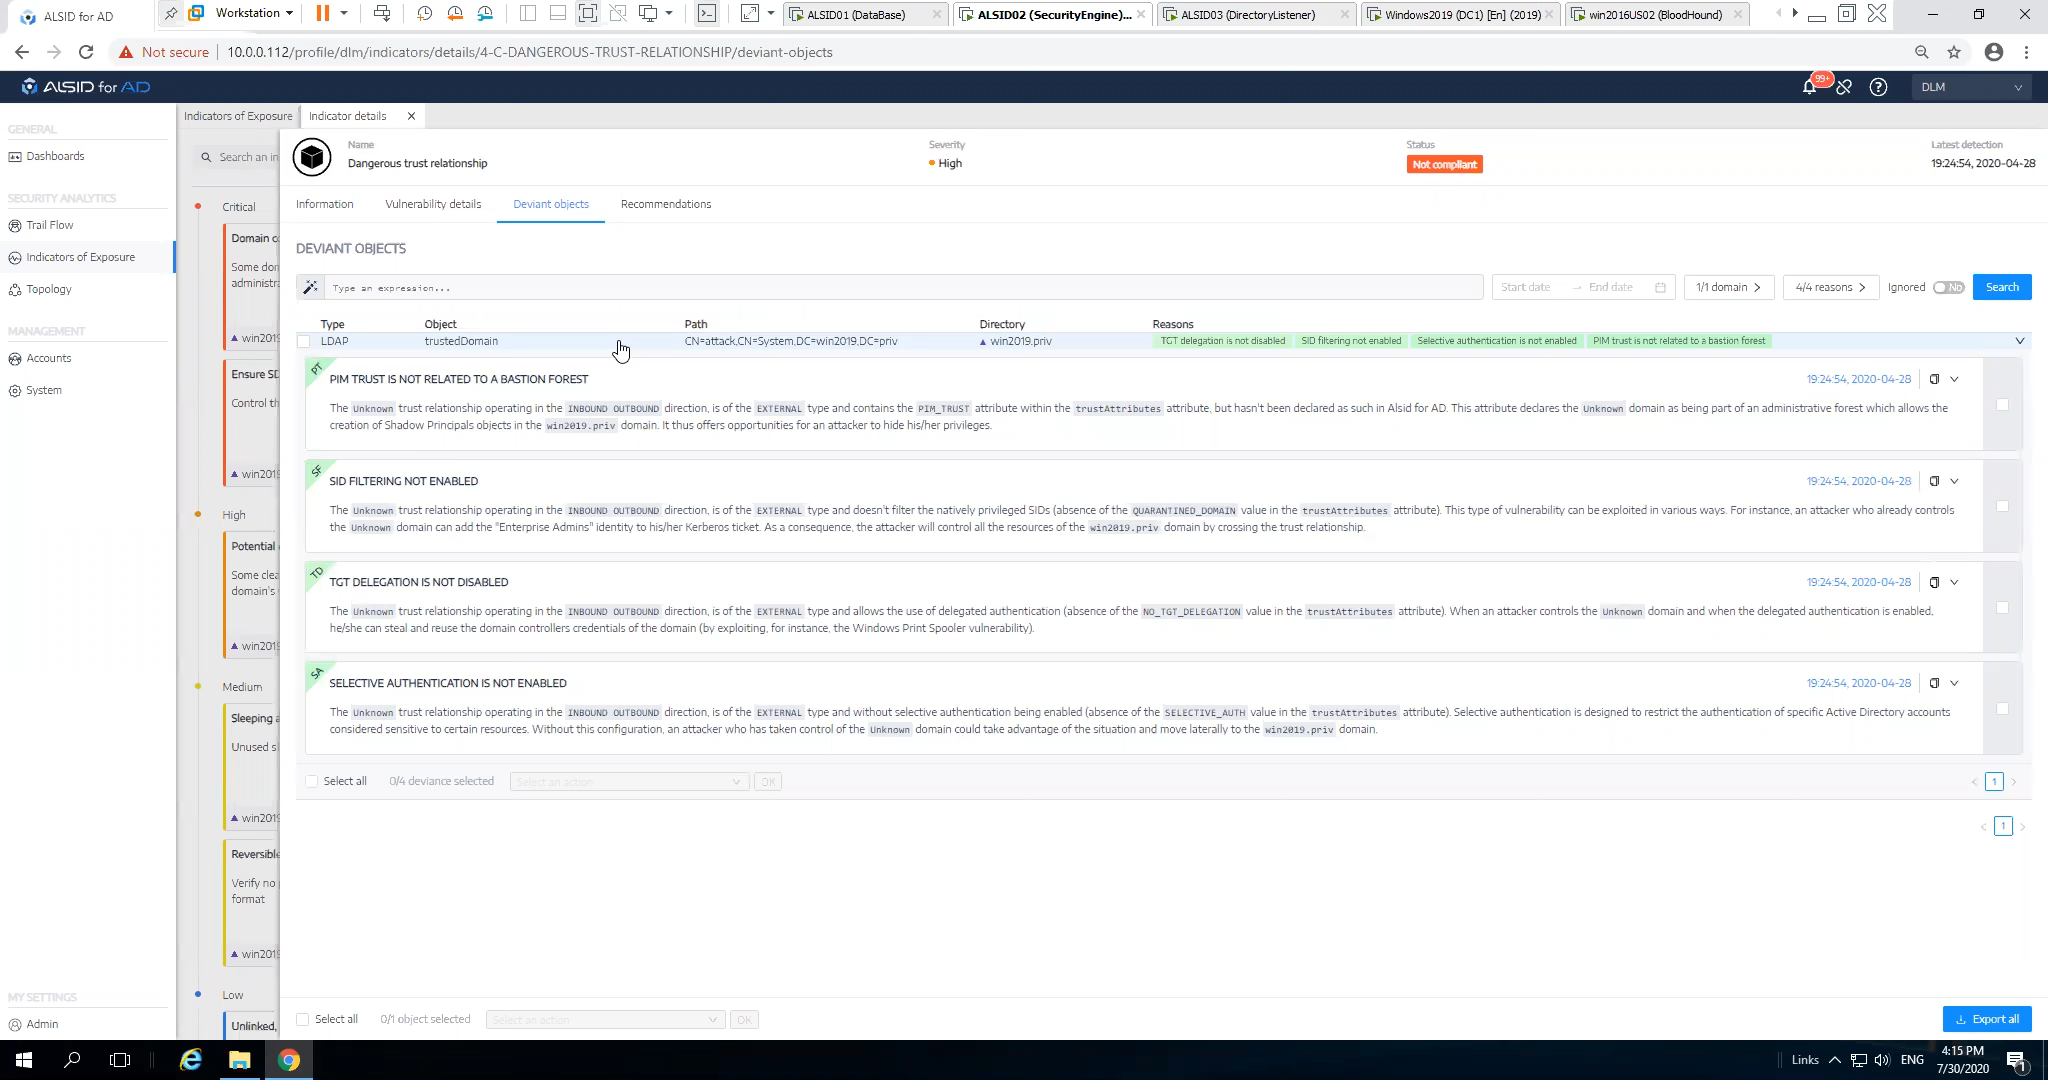 ALSID for AD
Workstation
ALSID01 (DataBase)
ALSID02 (SecurityEngine)...
ALSID03 (DirectoryListener)
Windows2019 (DC1) [En] (2019)
win2016US02 (BloodHound)
Not secure
10.0.0.112/profile/dlm/indicators/details/4-C-DANGEROUS-TRUST-RELATIONSHIP/deviant-objects
ALSID for AD
99+
DLM
GENERAL
Dashboards
SECURITY ANALYTICS
Trail Flow
Indicators of Exposure
Topology
MANAGEMENT
Accounts
System
MY SETTINGS
Admin
Indicators of Exposure
Indicator details
Search an in
Critical
Domain c
Some don
administra
win2019
Ensure SD
Control th
win2019
High
Potential
Some clea
domain's
win2019
Medium
Sleeping a
Unused s
win2019
Reversible
Verify no
format
win2019
Low
Unlinked,
Name
Dangerous trust relationship
Severity
High
Status
Not compliant
Latest detection
19:24:54, 2020-04-28
Information
Vulnerability details
Deviant objects
Recommendations
DEVIANT OBJECTS
Type an expression...
Start date → End date
1/1 domain >
4/4 reasons >
Ignored
No
Search
Type Object Path Directory Reasons
LDAP trustedDomain CN=attack,CN=System,DC=win2019,DC=priv win2019.priv TGT delegation is not disabled SID filtering not enabled Selective authentication is not enabled PIM trust is not related to a bastion forest
PT
PIM TRUST IS NOT RELATED TO A BASTION FOREST
19:24:54, 2020-04-28
The Unknown trust relationship operating in the INBOUND OUTBOUND direction, is of the EXTERNAL type and contains the PIM_TRUST attribute within the trustAttributes attribute, but hasn't been declared as such in Alsid for AD. This attribute declares the Unknown domain as being part of an administrative forest which allows the
creation of Shadow Principals objects in the win2019.priv domain. It thus offers opportunities for an attacker to hide his/her privileges.
SF
SID FILTERING NOT ENABLED
19:24:54, 2020-04-28
The Unknown trust relationship operating in the INBOUND OUTBOUND direction, is of the EXTERNAL type and doesn't filter the natively privileged SIDs (absence of the QUARANTINED_DOMAIN value in the trustAttributes attribute). This type of vulnerability can be exploited in various ways. For instance, an attacker who already controls
the Unknown domain can add the "Enterprise Admins" identity to his/her Kerberos ticket. As a consequence, the attacker will control all the resources of the win2019.priv domain by crossing the trust relationship.
TD
TGT DELEGATION IS NOT DISABLED
19:24:54, 2020-04-28
The Unknown trust relationship operating in the INBOUND OUTBOUND direction, is of the EXTERNAL type and allows the use of delegated authentication (absence of the NO_TGT_DELEGATION value in the trustAttributes attribute). When an attacker controls the Unknown domain and when the delegated authentication is enabled,
he/she can steal and reuse the domain controllers credentials of the domain (by exploiting, for instance, the Windows Print Spooler vulnerability).
SA
SELECTIVE AUTHENTICATION IS NOT ENABLED
19:24:54, 2020-04-28
The Unknown trust relationship operating in the INBOUND OUTBOUND direction, is of the EXTERNAL type and without selective authentication being enabled (absence of the SELECTIVE_AUTH value in the trustAttributes attribute). Selective authentication is designed to restrict the authentication of specific Active Directory accounts
considered sensitive to certain resources. Without this configuration, an attacker who has taken control of the Unknown domain could take advantage of the situation and move laterally to the win2019.priv domain.
Select all 0/4 deviance selected Select an action OK
< 1 >
< 1 >
Select all 0/1 object selected Select an action OK
Export all
Links
ENG
4:15 PM
7/30/2020
1